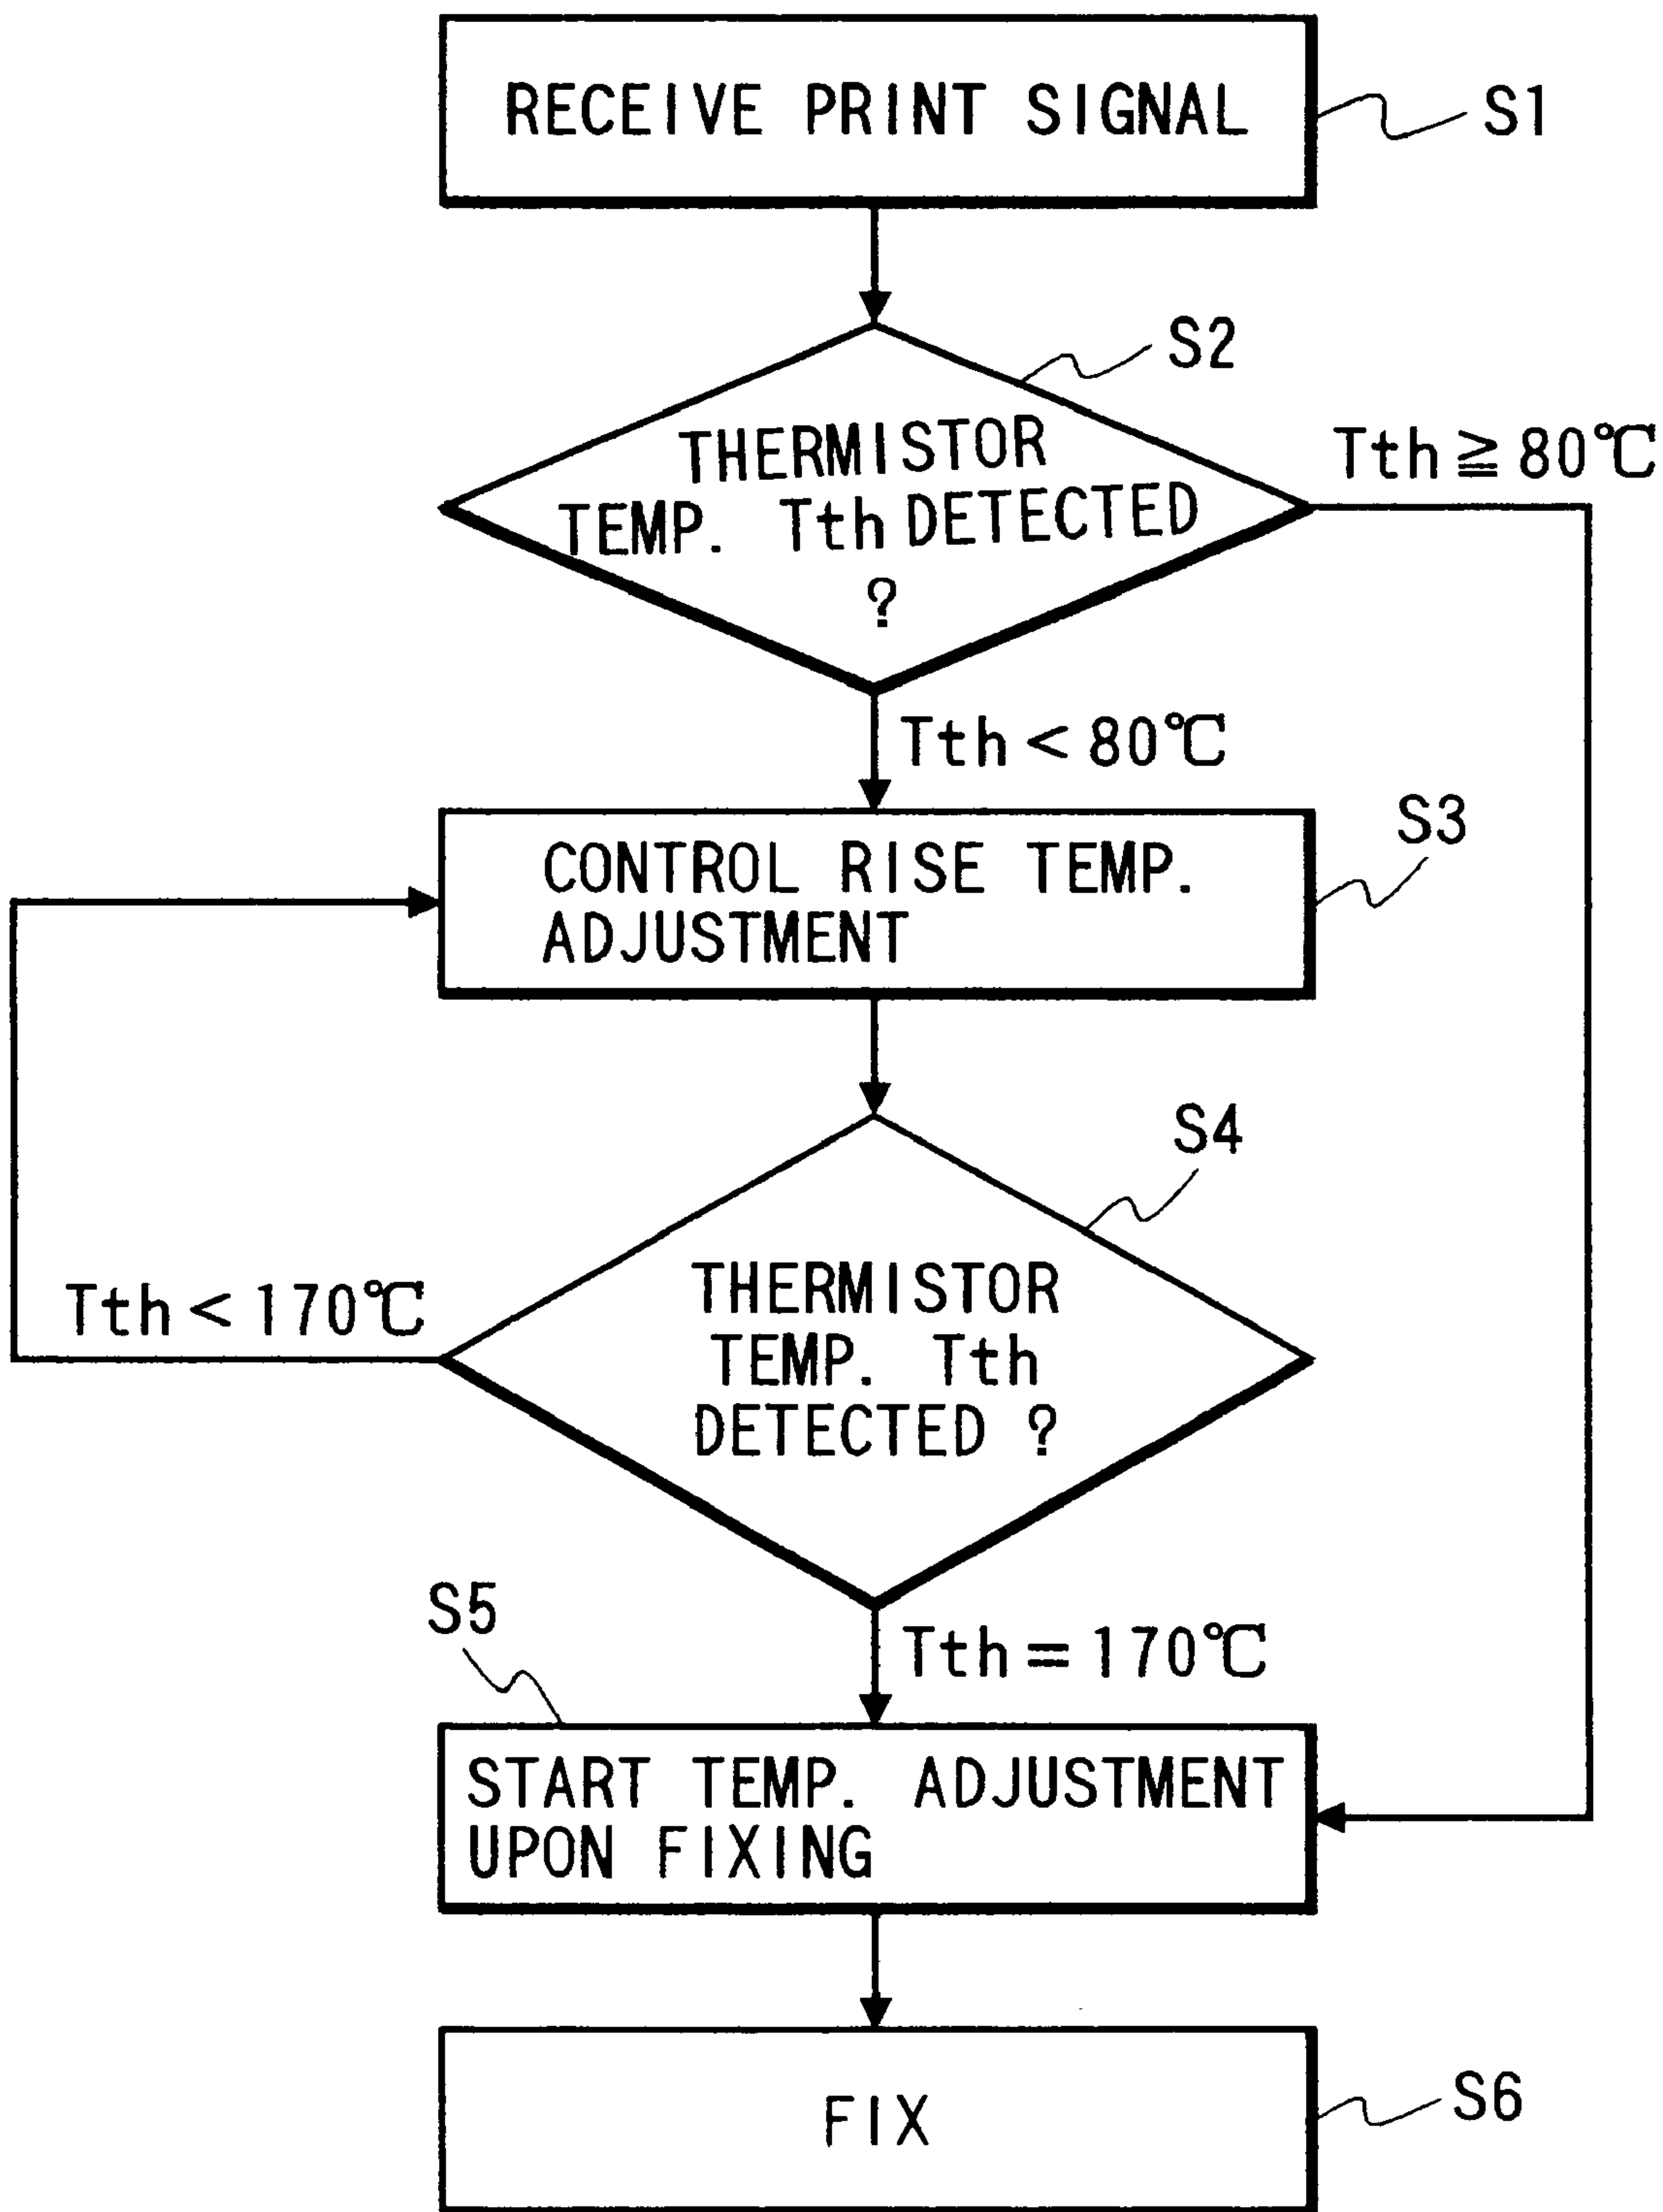 RECEIVE PRINT SIGNAL
S1
S2
THERMISTOR
TEMP. Tth DETECTED
?
Tth ≧ 80℃
Tth < 80℃
S3
CONTROL RISE TEMP.
ADJUSTMENT
S4
THERMISTOR
TEMP. Tth
DETECTED ?
Tth < 170℃
Tth = 170℃
S5
START TEMP. ADJUSTMENT
UPON FIXING
FIX
S6